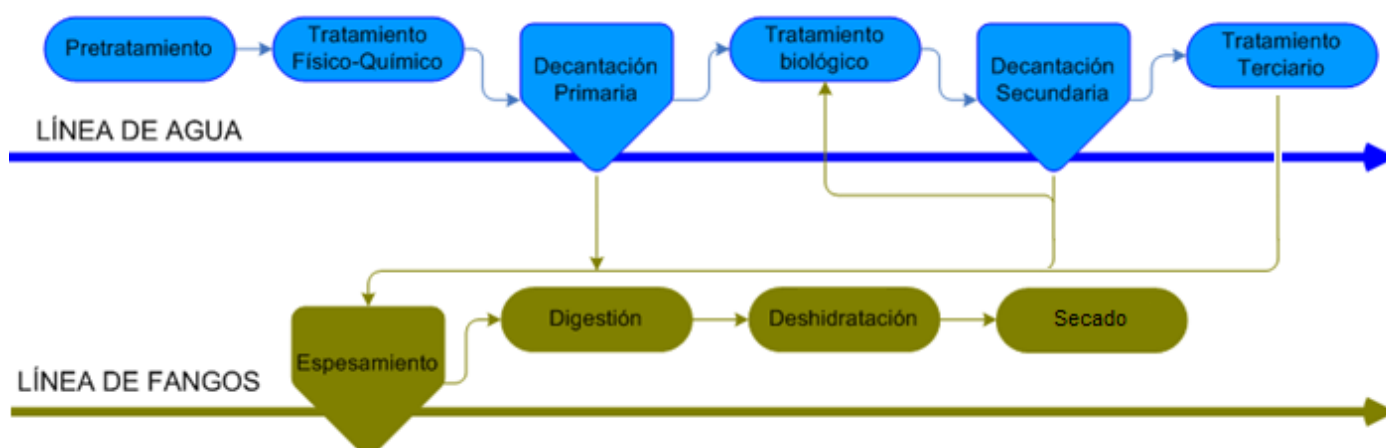 Pretratamiento
Tratamiento
Físico-Químico
Decantación
Primaria
Tratamiento
biológico
Decantación
Secundaria
Tratamiento
Terciario
LÍNEA DE AGUA
Espesamiento
Digestión
Deshidratación
Secado
LÍNEA DE FANGOS